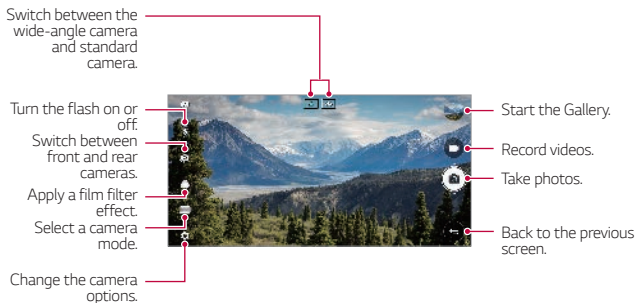 Switch between the
wide-angle camera
and standard
camera.
Turn the flash on or
off.
Switch between
front and rear
cameras.
Apply a film filter
effect.
Select a camera
mode.
Change the camera
options.
Start the Gallery.
Record videos.
Take photos.
Back to the previous
screen.